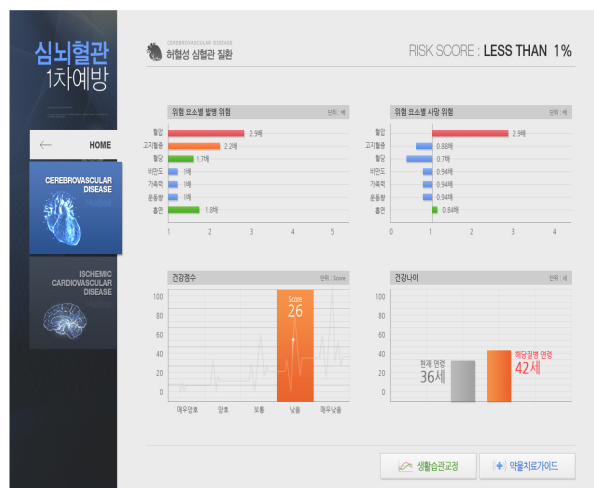 심뇌혈관
1차예방
HOME
CEREBROVASCULAR
DISEASE
ISCHEMIC
CARDIOVASCULAR
DISEASE
CEREBROVASCULAR DISEASE
허혈성 심혈관 질환
RISK SCORE : LESS THAN 1%
위험 요소별 발병 위험
단위 : 배
혈압 2.9배
고지혈증 2.2배
혈당 1.7배
비만도 1배
가족력 1배
운동량 1배
흡연 1.8배
1 2 3 4 5
위험 요소별 사망 위험
단위 : 배
혈압 2.9배
고지혈증 0.88배
혈당 0.7배
비만도 0.94배
가족력 0.94배
운동량 0.94배
흡연 0.84배
0 1 2 3 4
건강점수
단위 : Score
100
80
60
40
20
0
Score
26
매우양호 양호 보통 낮음 매우낮음
건강나이
단위 : 세
100
80
60
40
20
0
현재 연령
36세
해당질병 연령
42세
생활습관교정
약물치료가이드